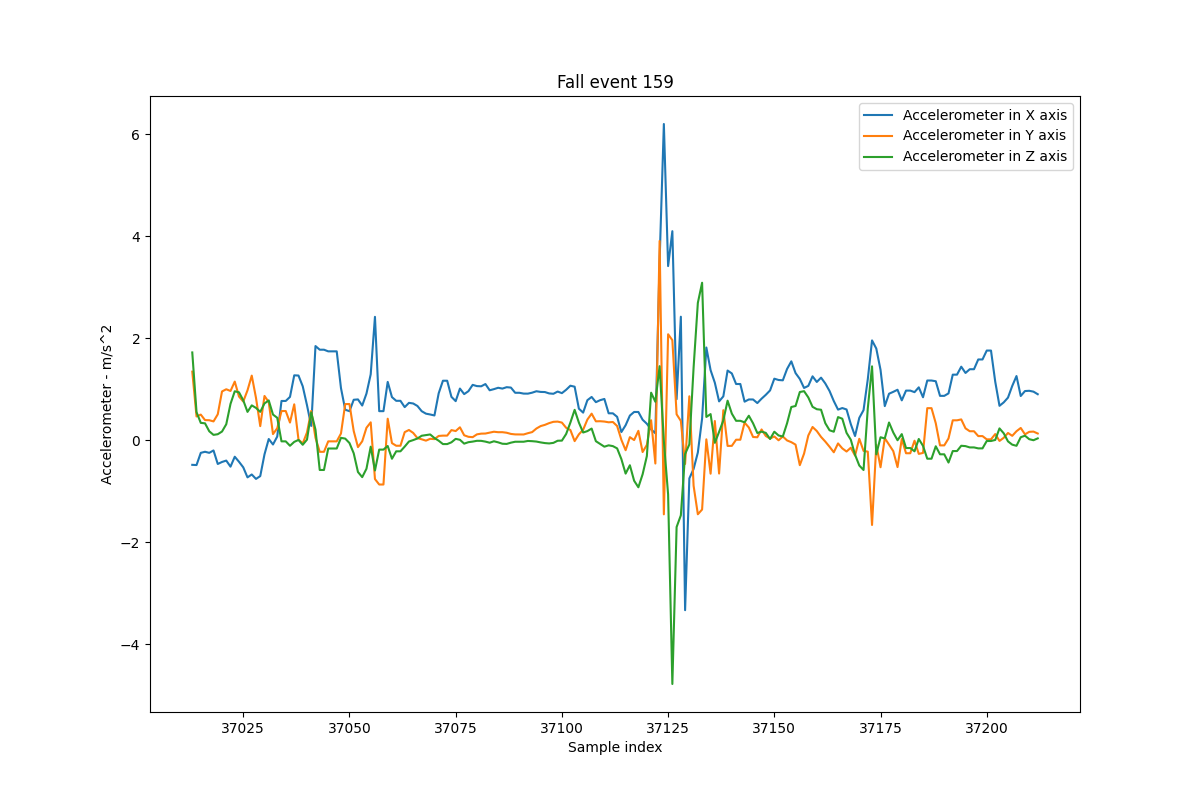 Fall event 159
Accelerometer in X axis
Accelerometer in Y axis
Accelerometer in Z axis
Accelerometer - m/s^2
6
4
2
0
−2
−4
37025 37050 37075 37100 37125 37150 37175 37200
Sample index